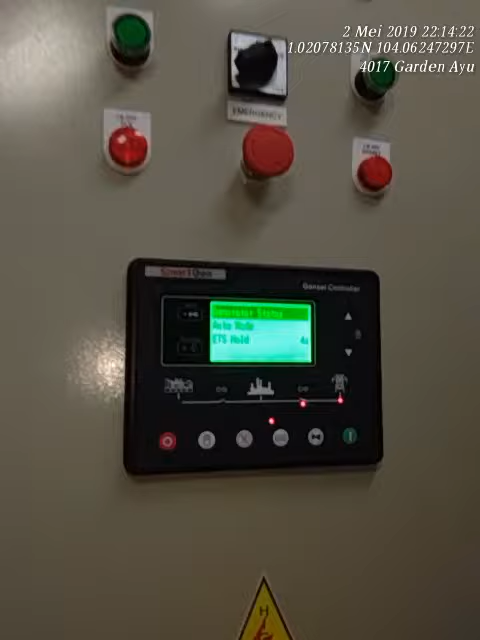 2 Mei 2019 22:14:22
1.02078135N 104.06247297E
4017 Garden Ayu
EMERGENCY
SmartGen
Genset Controller
Generator Status
Auto Mode
ETS Hold 4s
H